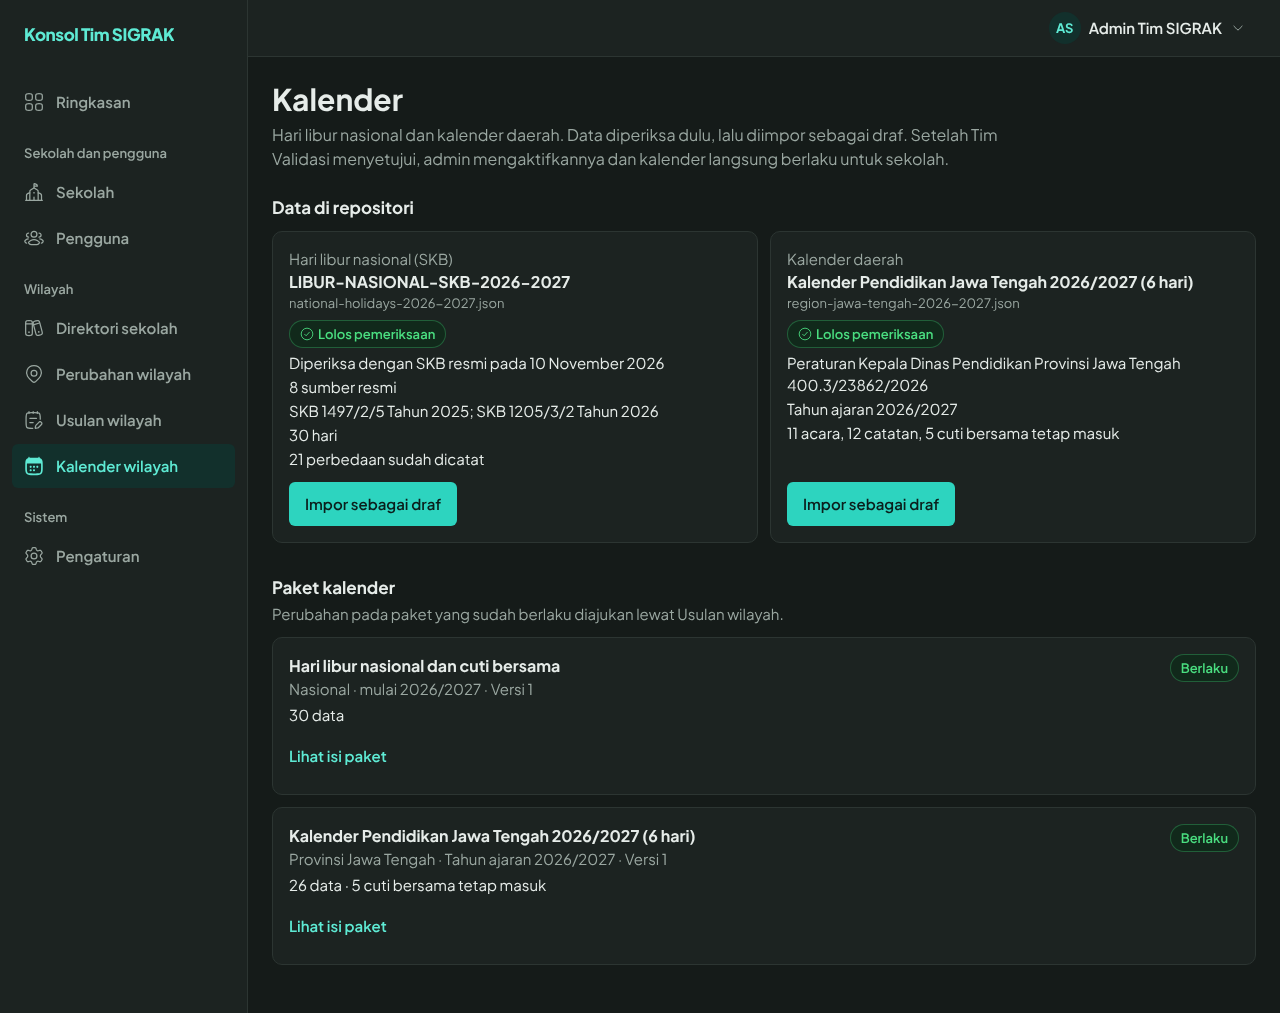 Konsol Tim SIGRAK
AS Admin Tim SIGRAK
Ringkasan
Sekolah dan pengguna
Sekolah
Pengguna
Wilayah
Direktori sekolah
Perubahan wilayah
Usulan wilayah
Kalender wilayah
Sistem
Pengaturan
Kalender
Hari libur nasional dan kalender daerah. Data diperiksa dulu, lalu diimpor sebagai draf. Setelah Tim
Validasi menyetujui, admin mengaktifkannya dan kalender langsung berlaku untuk sekolah.
Data di repositori
Hari libur nasional (SKB)
LIBUR-NASIONAL-SKB-2026-2027
national-holidays-2026-2027.json
Lolos pemeriksaan
Diperiksa dengan SKB resmi pada 10 November 2026
8 sumber resmi
SKB 1497/2/5 Tahun 2025; SKB 1205/3/2 Tahun 2026
30 hari
21 perbedaan sudah dicatat
Impor sebagai draf
Kalender daerah
Kalender Pendidikan Jawa Tengah 2026/2027 (6 hari)
region-jawa-tengah-2026-2027.json
Lolos pemeriksaan
Peraturan Kepala Dinas Pendidikan Provinsi Jawa Tengah
400.3/23862/2026
Tahun ajaran 2026/2027
11 acara, 12 catatan, 5 cuti bersama tetap masuk
Impor sebagai draf
Paket kalender
Perubahan pada paket yang sudah berlaku diajukan lewat Usulan wilayah.
Hari libur nasional dan cuti bersama
Berlaku
Nasional · mulai 2026/2027 · Versi 1
30 data
Lihat isi paket
Kalender Pendidikan Jawa Tengah 2026/2027 (6 hari)
Berlaku
Provinsi Jawa Tengah · Tahun ajaran 2026/2027 · Versi 1
26 data · 5 cuti bersama tetap masuk
Lihat isi paket